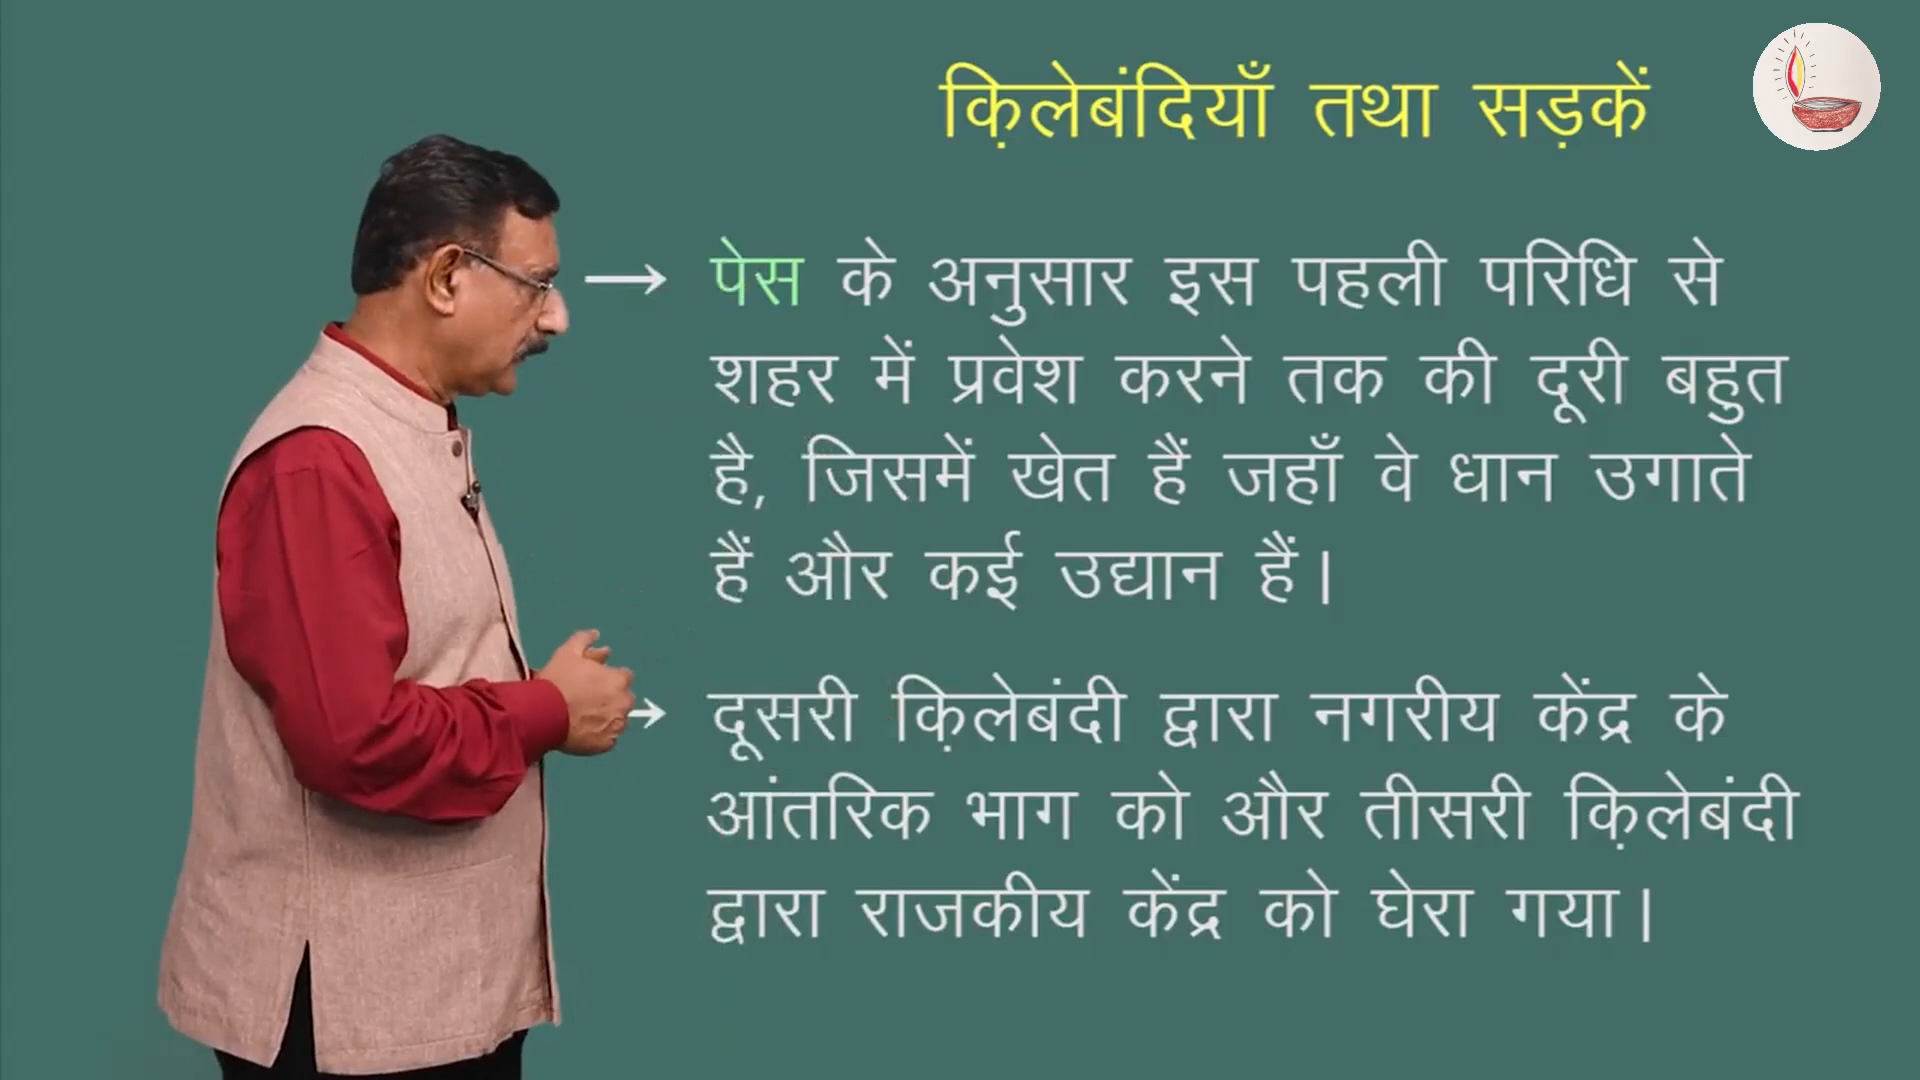 क़िलेबंदियाँ तथा सड़कें
→ पेस के अनुसार इस पहली परिधि से
शहर में प्रवेश करने तक की दूरी बहुत
है, जिसमें खेत हैं जहाँ वे धान उगाते
हैं और कई उद्यान हैं।
→ दूसरी क़िलेबंदी द्वारा नगरीय केंद्र के
आंतरिक भाग को और तीसरी क़िलेबंदी
द्वारा राजकीय केंद्र को घेरा गया।